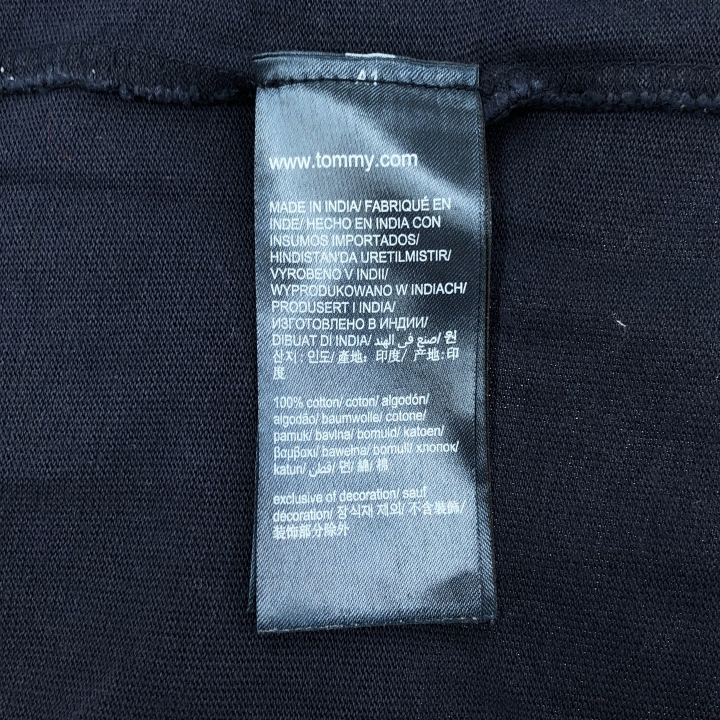 www.tommy.com
MADE IN INDIA/ FABRIQUÉ EN
INDE/ HECHO EN INDIA CON
INSUMOS IMPORTADOS/
HINDISTAN'DA URETILMISTIR/
VYROBENO V INDII/
WYPRODUKOWANO W INDIACH/
PRODUSERT I INDIA/
ИЗГОТОВЛЕНО В ИНДИИ/
DIBUAT DI INDIA/ صنع في الهند/ 원
산지 : 인도/ 產地: 印度/ 产地:印
度
100% cotton/ coton/ algodón/
algodão/ baumwolle/ cotone/
pamuk/ bavlna/ bomuld/ katoen/
βαμβακι/ bawełna/ bomull/ хлопок/
katun/ قطن/ 면/ 綿/ 棉
exclusive of decoration/ sauf
décoration/ 장식재 제외/ 不含裝飾/
装饰部分除外